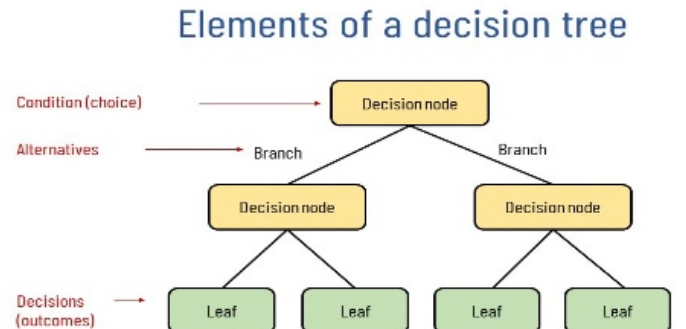 Elements of a decision tree
Condition (choice)
Decision node
Alternatives
Branch
Branch
Decision node
Decision node
Decisions
(outcomes)
Leaf
Leaf
Leaf
Leaf